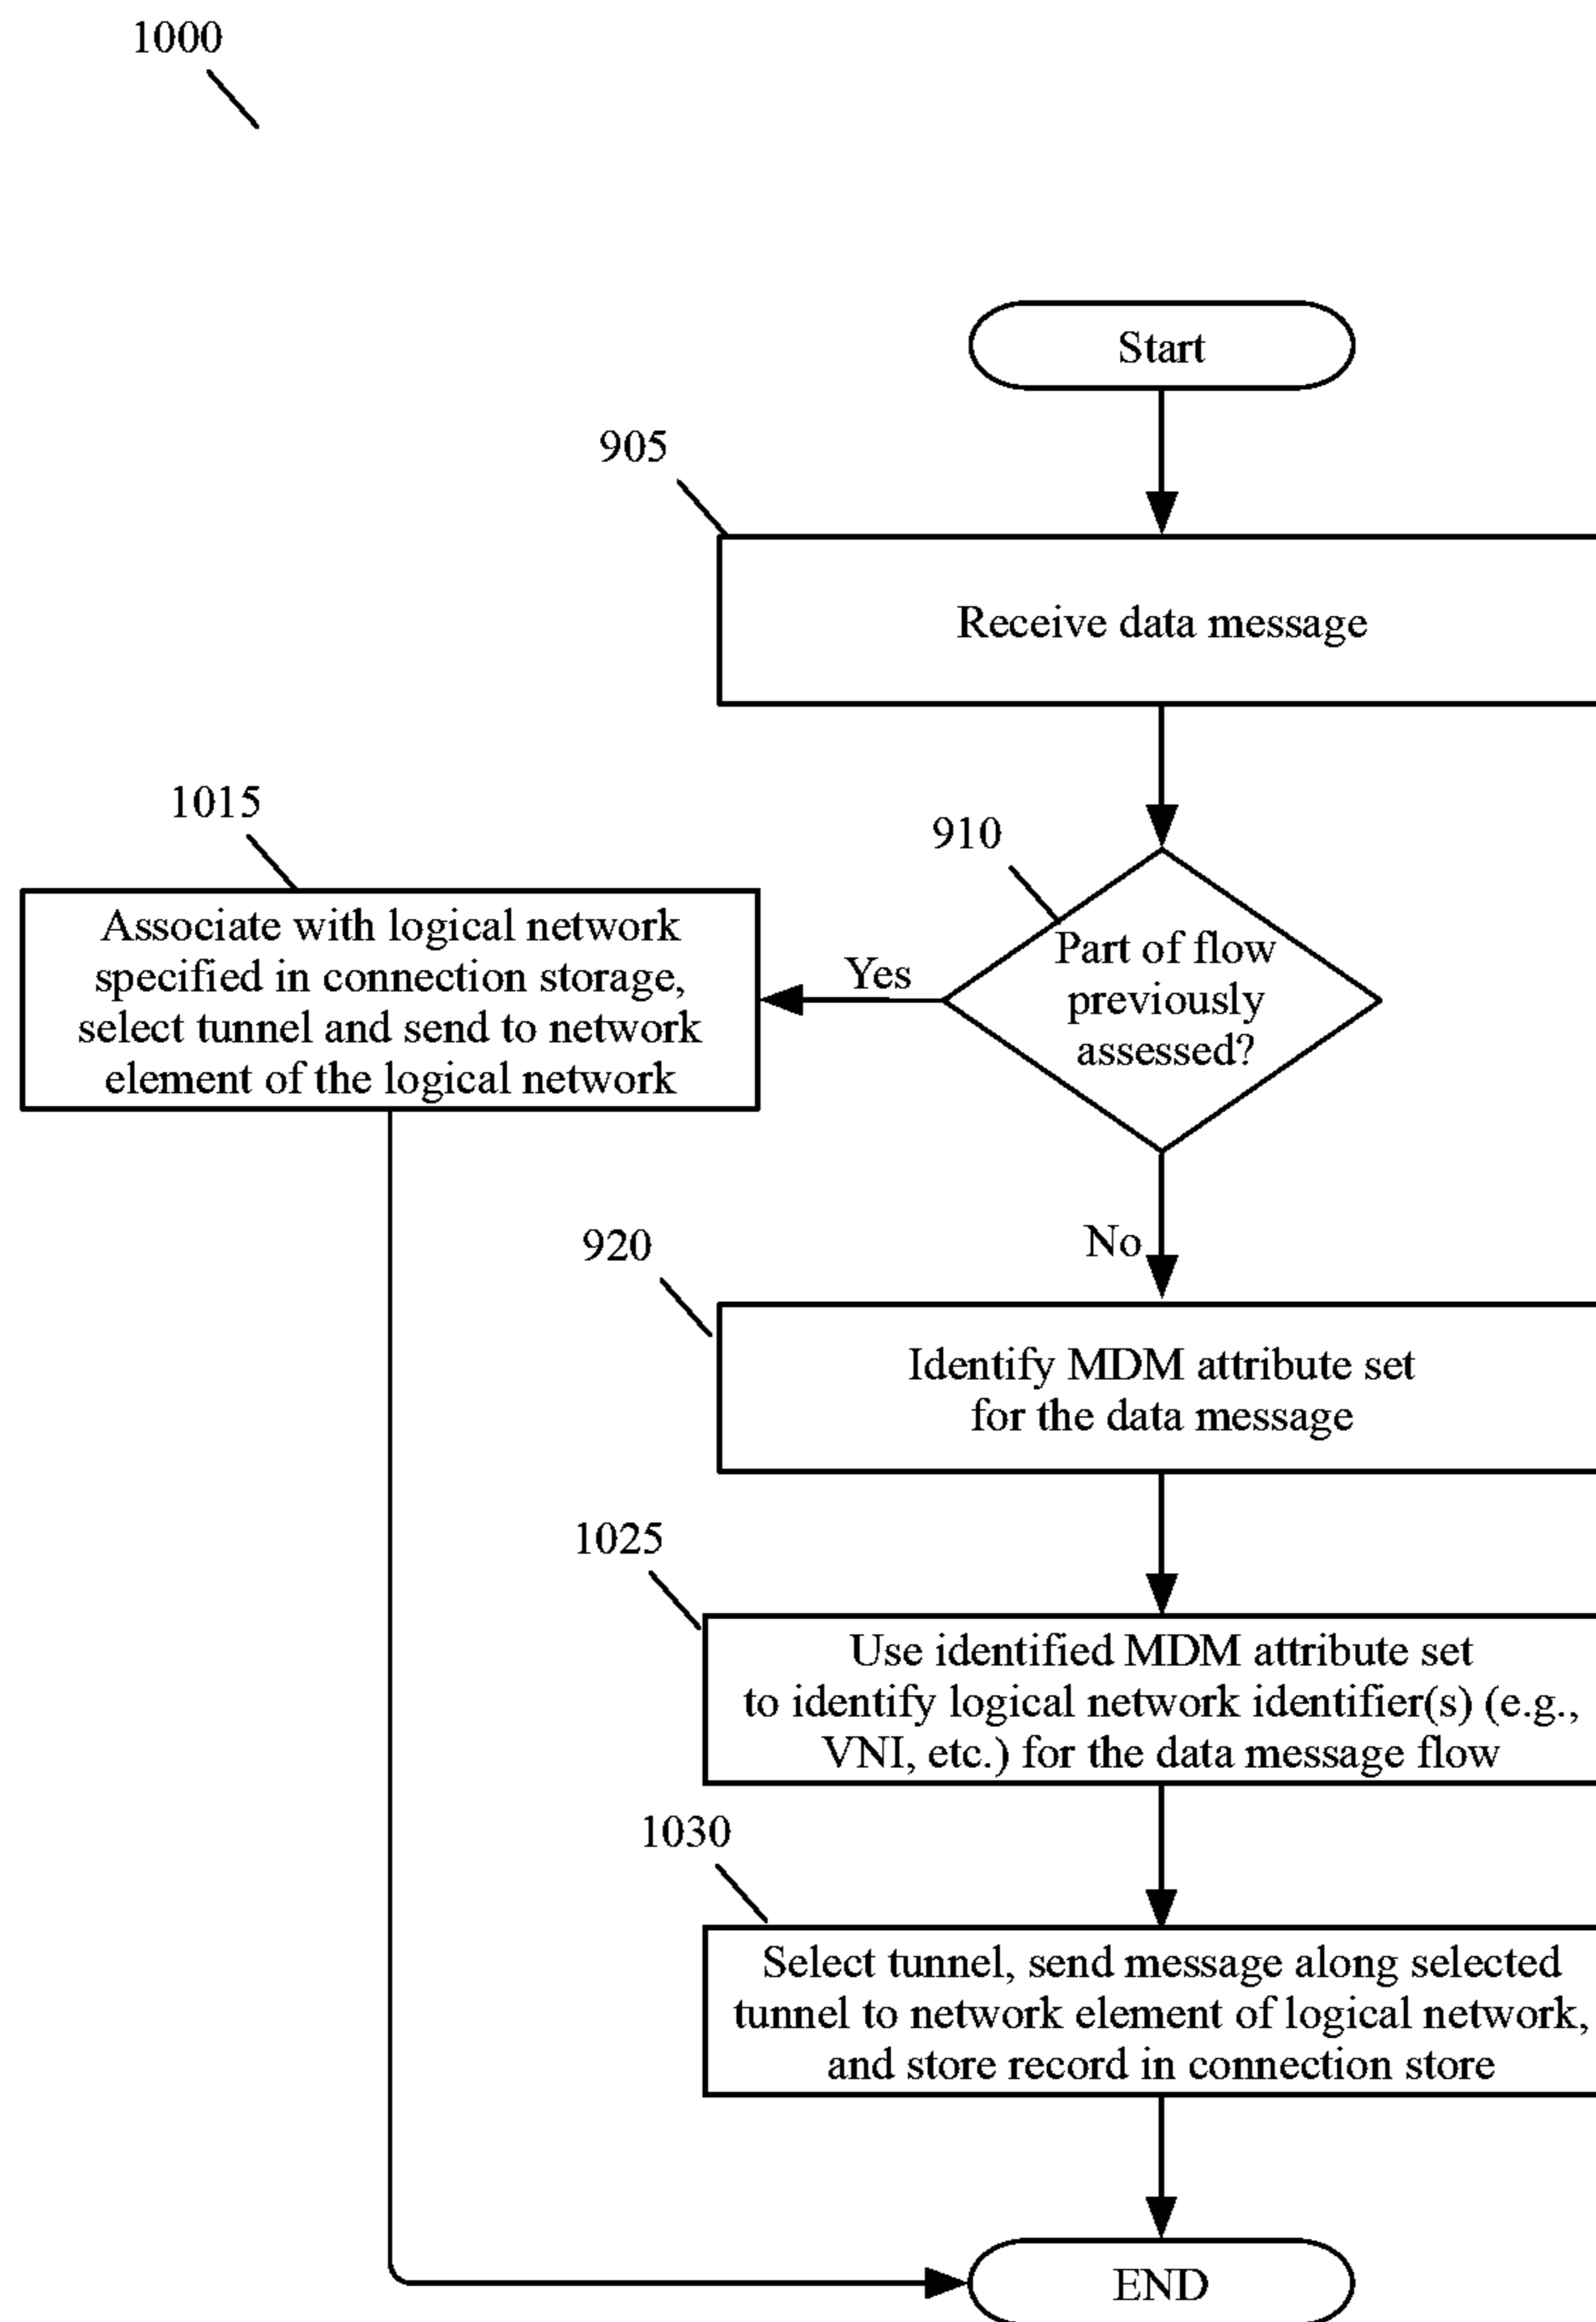 1000
Start
905
Receive data message
1015
910
Associate with logical network
specified in connection storage,
select tunnel and send to network
element of the logical network
Yes
Part of flow
previously
assessed?
No
920
Identify MDM attribute set
for the data message
1025
Use identified MDM attribute set
to identify logical network identifier(s) (e.g.,
VNI, etc.) for the data message flow
1030
Select tunnel, send message along selected
tunnel to network element of logical network,
and store record in connection store
END